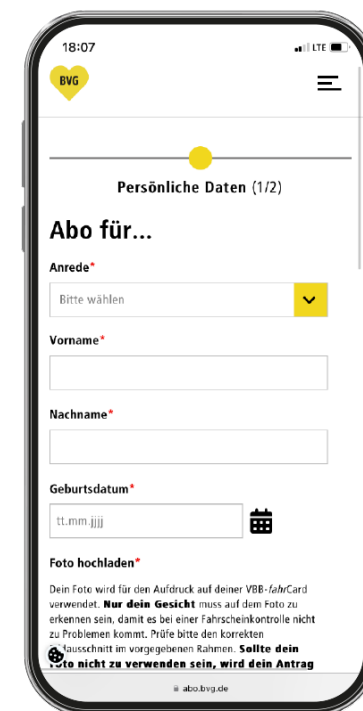 18:07
LTE
BVG
Persönliche Daten (1/2)
Abo für...
Anrede*
Bitte wählen
Vorname*
Nachname*
Geburtsdatum*
tt.mm.jjjj
Foto hochladen*
Dein Foto wird für den Aufdruck auf deiner VBB-fahrCard
verwendet. Nur dein Gesicht muss auf dem Foto zu
erkennen sein, damit es bei einer Fahrscheinkontrolle nicht
zu Problemen kommt. Prüfe bitte den korrekten
im vorgegebenen Rahmen. Sollte dein
nicht zu verwenden sein, wird dein Antrag
abo.bvg.de